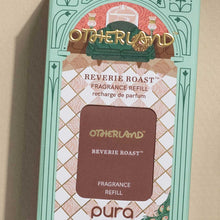 OTHERLAND
REVERIE ROAST™
FRAGRANCE REFILL
recharge de parfum
OTHERLAND
REVERIE ROAST™
FRAGRANCE
REFILL
pura